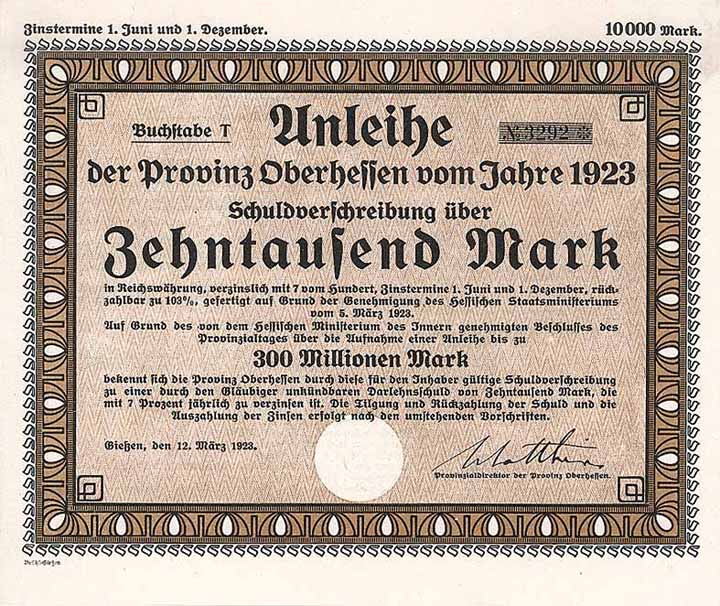 Zinstermine 1. Juni und 1. Dezember.
10000 Mark.
Buchstabe T
Anleihe
№ 3292 *
der Provinz Oberhessen vom Jahre 1923
Schuldverschreibung über
Zehntausend Mark
in Reichswährung, verzinslich mit 7 vom Hundert, Zinstermine 1. Juni und 1. Dezember, rück-
zahlbar zu 103%, gefertigt auf Grund der Genehmigung des Hessischen Staatsministeriums
vom 5. März 1923.
Auf Grund des von dem Hessischen Ministerium des Innern genehmigten Beschlusses des
Provinzialtages über die Aufnahme einer Anleihe bis zu
300 Millionen Mark
bekennt sich die Provinz Oberhessen durch diese für den Inhaber gültige Schuldverschreibung
zu einer durch den Gläubiger unkündbaren Darlehnsschuld von Zehntausend Mark, die
mit 7 Prozent jährlich zu verzinsen ist. Die Tilgung und Rückzahlung der Schuld und die
Auszahlung der Zinsen erfolgt nach den umstehenden Vorschriften.
Gießen, den 12. März 1923.
Provinzialdirektor der Provinz Oberhessen.